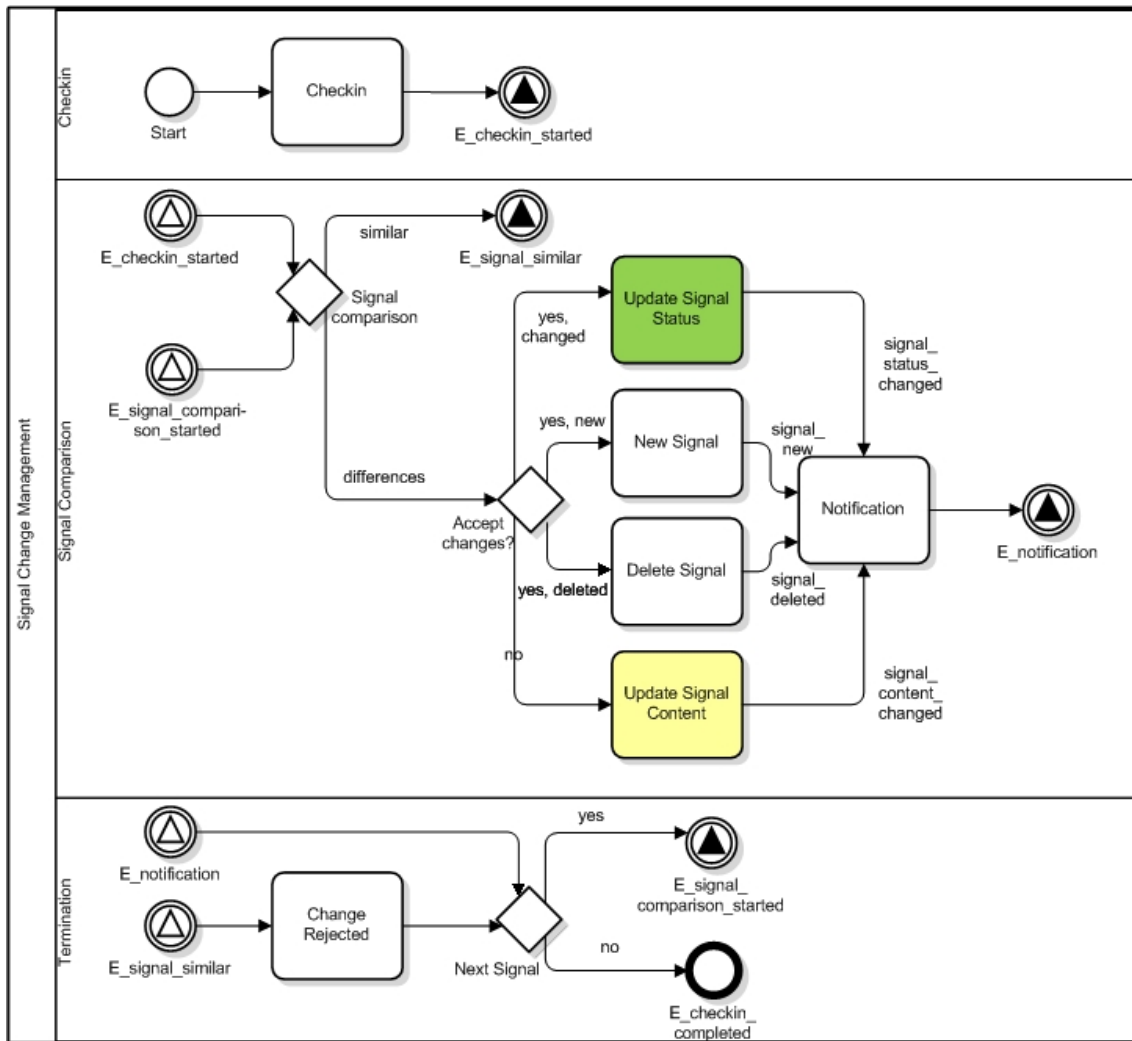 Signal Change Management
Checkin
Start
Checkin
E_checkin_started
Signal Comparison
E_checkin_started
E_signal_compari-
son_started
Signal
comparison
similar
E_signal_similar
differences
Accept
changes?
yes,
changed
Update Signal
Status
signal_
status_
changed
yes, new
New Signal
signal_
new
yes, deleted
Delete Signal
signal_
deleted
no
Update Signal
Content
signal_
content_
changed
Notification
E_notification
Termination
E_notification
E_signal_similar
Change
Rejected
Next Signal
yes
E_signal_
comparison_started
no
E_checkin_
completed